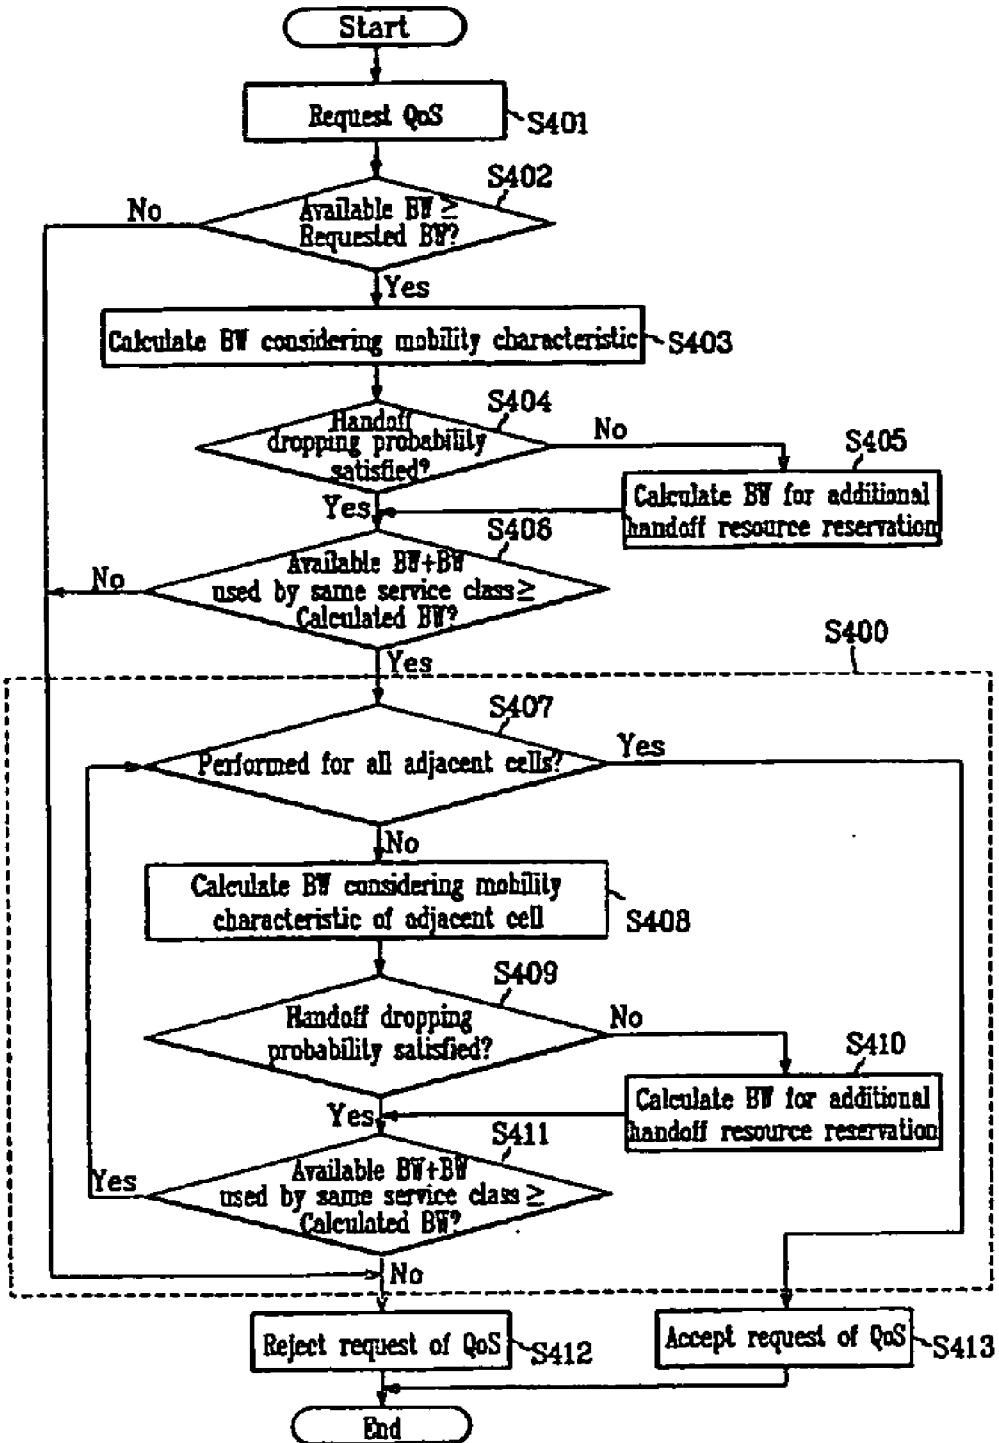 Start
Request QoS
S401
S402
No
Available BW ≥
Requested BW?
Yes
Calculate BW considering mobility characteristic
S403
S404
Handoff
dropping probability
satisfied?
No
S405
Yes
Calculate BW for additional
handoff resource reservation
S406
Available BW+BW
used by same service class ≥
Calculated BW?
No
S400
Yes
S407
Performed for all adjacent cells?
Yes
No
Calculate BW considering mobility
characteristic of adjacent cell
S408
S409
Handoff dropping
probability satisfied?
No
S410
Yes
Calculate BW for additional
handoff resource reservation
S411
Available BW+BW
used by same service class ≥
Calculated BW?
Yes
No
Reject request of QoS
S412
Accept request of QoS
S413
End